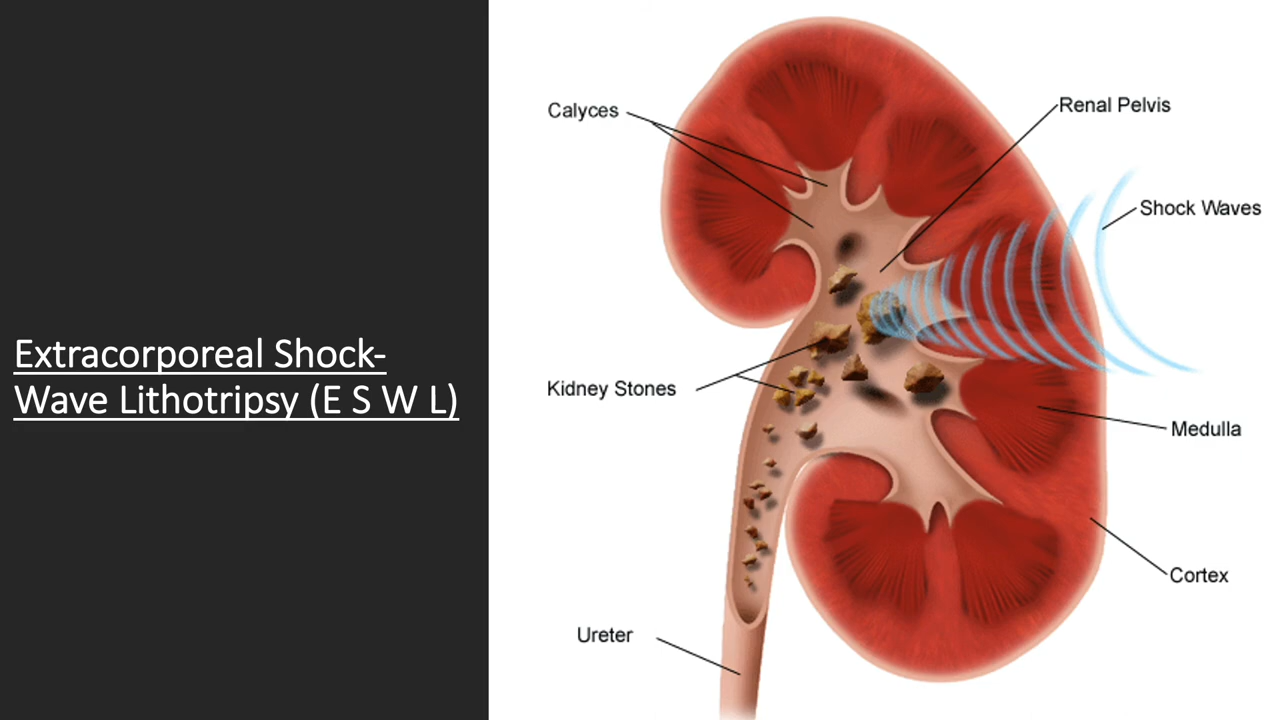 Extracorporeal Shock-
Wave Lithotripsy (E S W L)
Calyces
Renal Pelvis
Shock Waves
Kidney Stones
Medulla
Cortex
Ureter